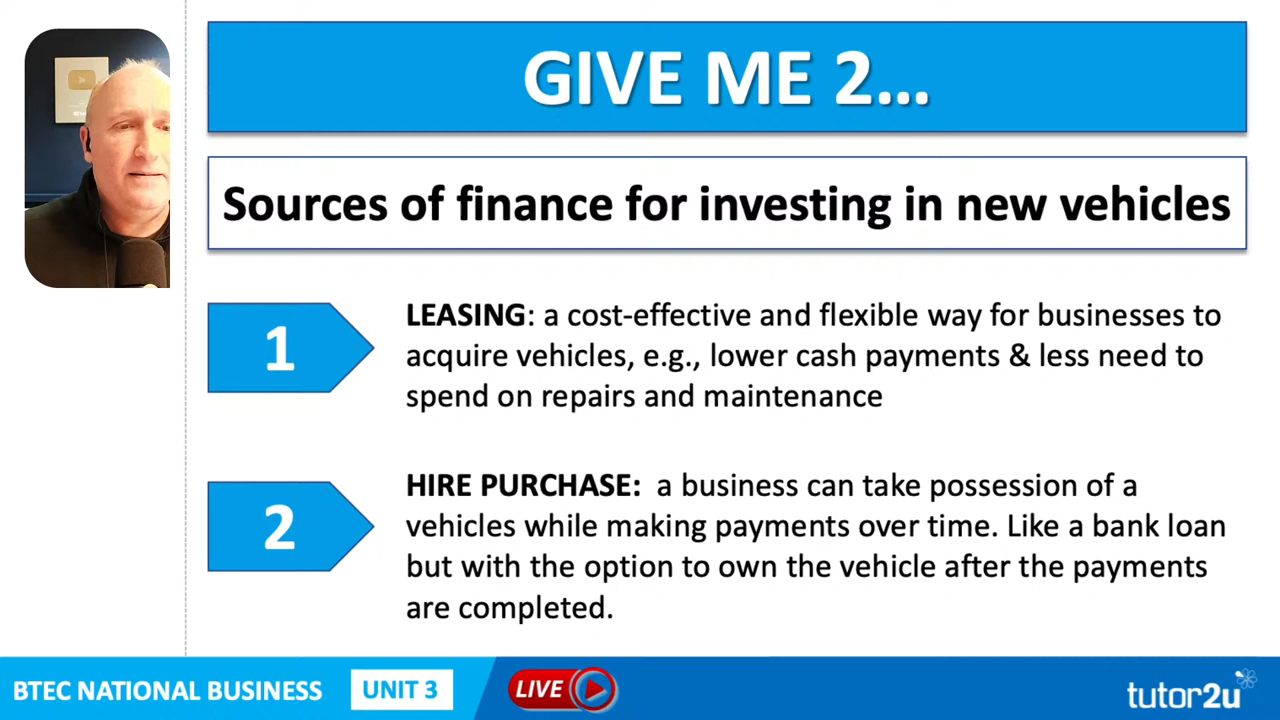 GIVE ME 2...
Sources of finance for investing in new vehicles
1
LEASING: a cost-effective and flexible way for businesses to
acquire vehicles, e.g., lower cash payments & less need to
spend on repairs and maintenance
2
HIRE PURCHASE: a business can take possession of a
vehicles while making payments over time. Like a bank loan
but with the option to own the vehicle after the payments
are completed.
BTEC NATIONAL BUSINESS UNIT 3 LIVE tutor2u